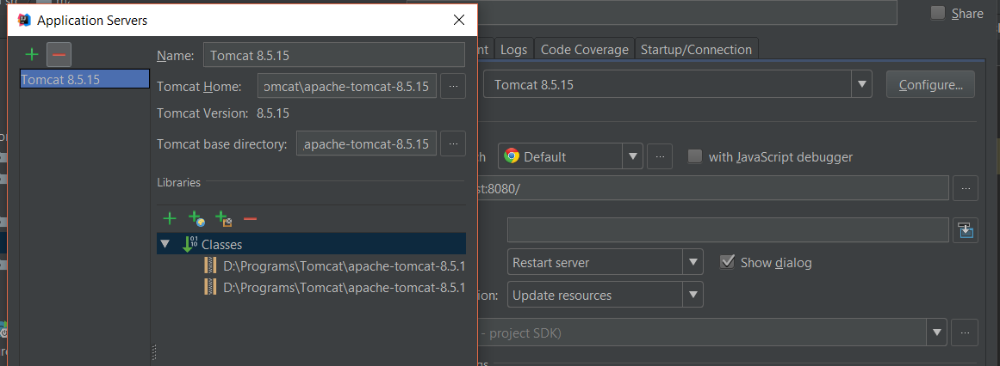 Application Servers
Share
Name: Tomcat 8.5.15
Logs Code Coverage Startup/Connection
Tomcat 8.5.15
Tomcat Home: omcat\apache-tomcat-8.5.15 ...
Tomcat 8.5.15 Configure...
Tomcat Version: 8.5.15
Tomcat base directory: apache-tomcat-8.5.15 ...
Default ... with JavaScript debugger
Libraries
st:8080/ ...
Classes
D:\Programs\Tomcat\apache-tomcat-8.5.1
D:\Programs\Tomcat\apache-tomcat-8.5.1
Restart server Show dialog
ion: Update resources
- project SDK) ...